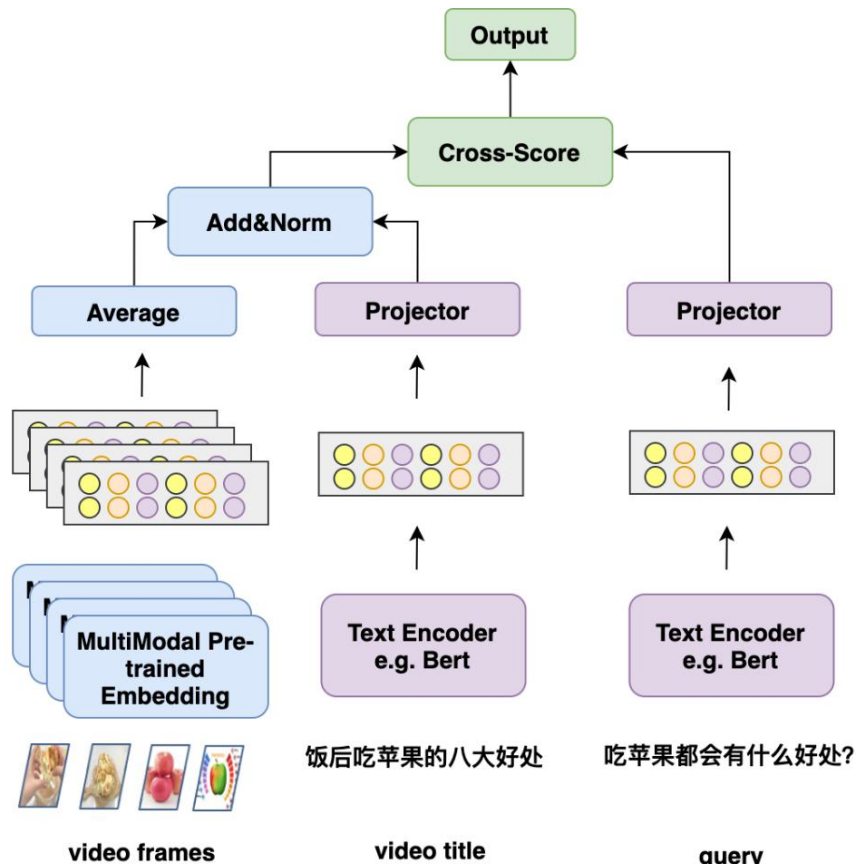 Output
Cross-Score
Add&Norm
Average
Projector
Projector
MultiModal Pre-
trained
Embedding
Text Encoder
e.g. Bert
Text Encoder
e.g. Bert
饭后吃苹果的八大好处
吃苹果都会有什么好处?
video frames
video title
query